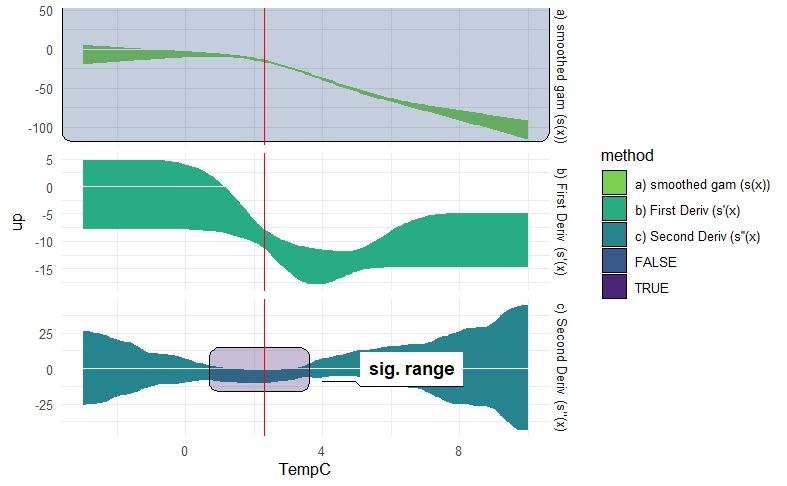 50
0
-50
-100
a) smoothed gam (s(x))
5
0
-5
-10
-15
b) First Deriv (s'(x)
dn
25
0
-25
c) Second Deriv (s''(x)
sig. range
0
4
8
TempC
method
a) smoothed gam (s(x))
b) First Deriv (s'(x)
c) Second Deriv (s''(x)
FALSE
TRUE